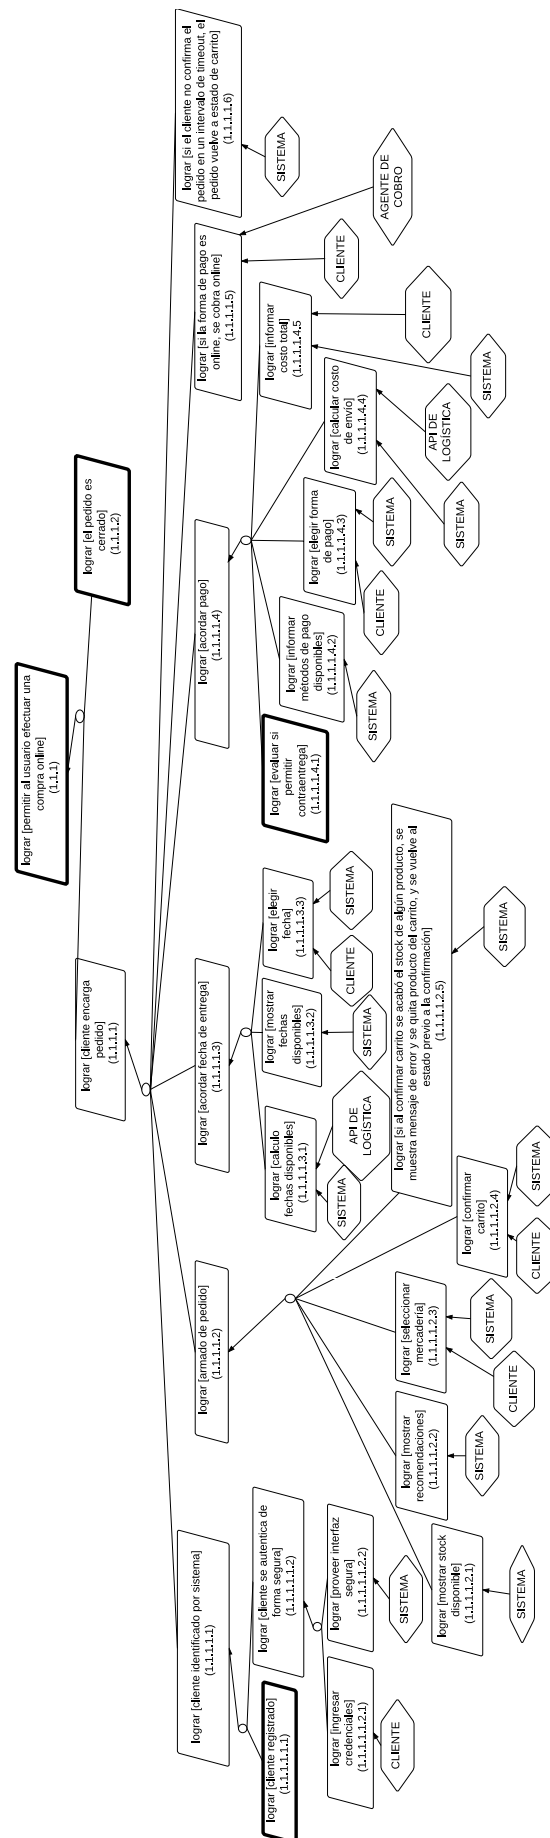 lograr [permitir al usuario efectuar una
compra online]
(1.1.1)
lograr [cliente encarga
pedido]
(1.1.1.1)
lograr [el pedido es
cerrado]
(1.1.1.2)
lograr [cliente identificado por sistema]
(1.1.1.1.1)
lograr [armado de pedido]
(1.1.1.1.2)
lograr [acordar fecha de entrega]
(1.1.1.1.3)
lograr [acordar pago]
(1.1.1.1.4)
lograr [si la forma de pago es
online, se cobra online]
(1.1.1.1.5)
lograr [si el cliente no confirma el
pedido en un intervalo de timeout, el
pedido vuelve a estado de carrito]
(1.1.1.1.6)
SISTEMA
CLIENTE
AGENTE DE
COBRO
lograr [cliente registrado]
(1.1.1.1.1.1)
lograr [cliente se autentica de
forma segura]
(1.1.1.1.1.2)
lograr [ingresar
credenciales]
(1.1.1.1.1.2.1)
CLIENTE
lograr [proveer interfaz
segura]
(1.1.1.1.1.2.2)
SISTEMA
lograr [mostrar stock
disponible]
(1.1.1.1.2.1)
SISTEMA
lograr [mostrar
recomendaciones]
(1.1.1.1.2.2)
SISTEMA
lograr [seleccionar
mercadería]
(1.1.1.1.2.3)
CLIENTE
SISTEMA
lograr [confirmar
carrito]
(1.1.1.1.2.4)
CLIENTE
SISTEMA
lograr [si al confirmar carrito se acabó el stock de algún producto, se
muestra mensaje de error y se quita producto del carrito, y se vuelve al
estado previo a la confirmación]
(1.1.1.1.2.5)
SISTEMA
lograr [calculo
fechas disponibles]
(1.1.1.1.3.1)
SISTEMA
API DE
LOGÍSTICA
lograr [mostrar
fechas
disponibles]
(1.1.1.1.3.2)
SISTEMA
lograr [elegir
fecha]
(1.1.1.1.3.3)
CLIENTE
SISTEMA
lograr [evaluar si
permitir
contraentrega]
(1.1.1.1.4.1)
lograr [informar
métodos de pago
disponibles]
(1.1.1.1.4.2)
SISTEMA
lograr [elegir forma
de pago]
(1.1.1.1.4.3)
CLIENTE
SISTEMA
lograr [calcular costo
de envío]
(1.1.1.1.4.4)
SISTEMA
API DE
LOGÍSTICA
lograr [informar
costo total]
(1.1.1.1.4.5
SISTEMA
CLIENTE